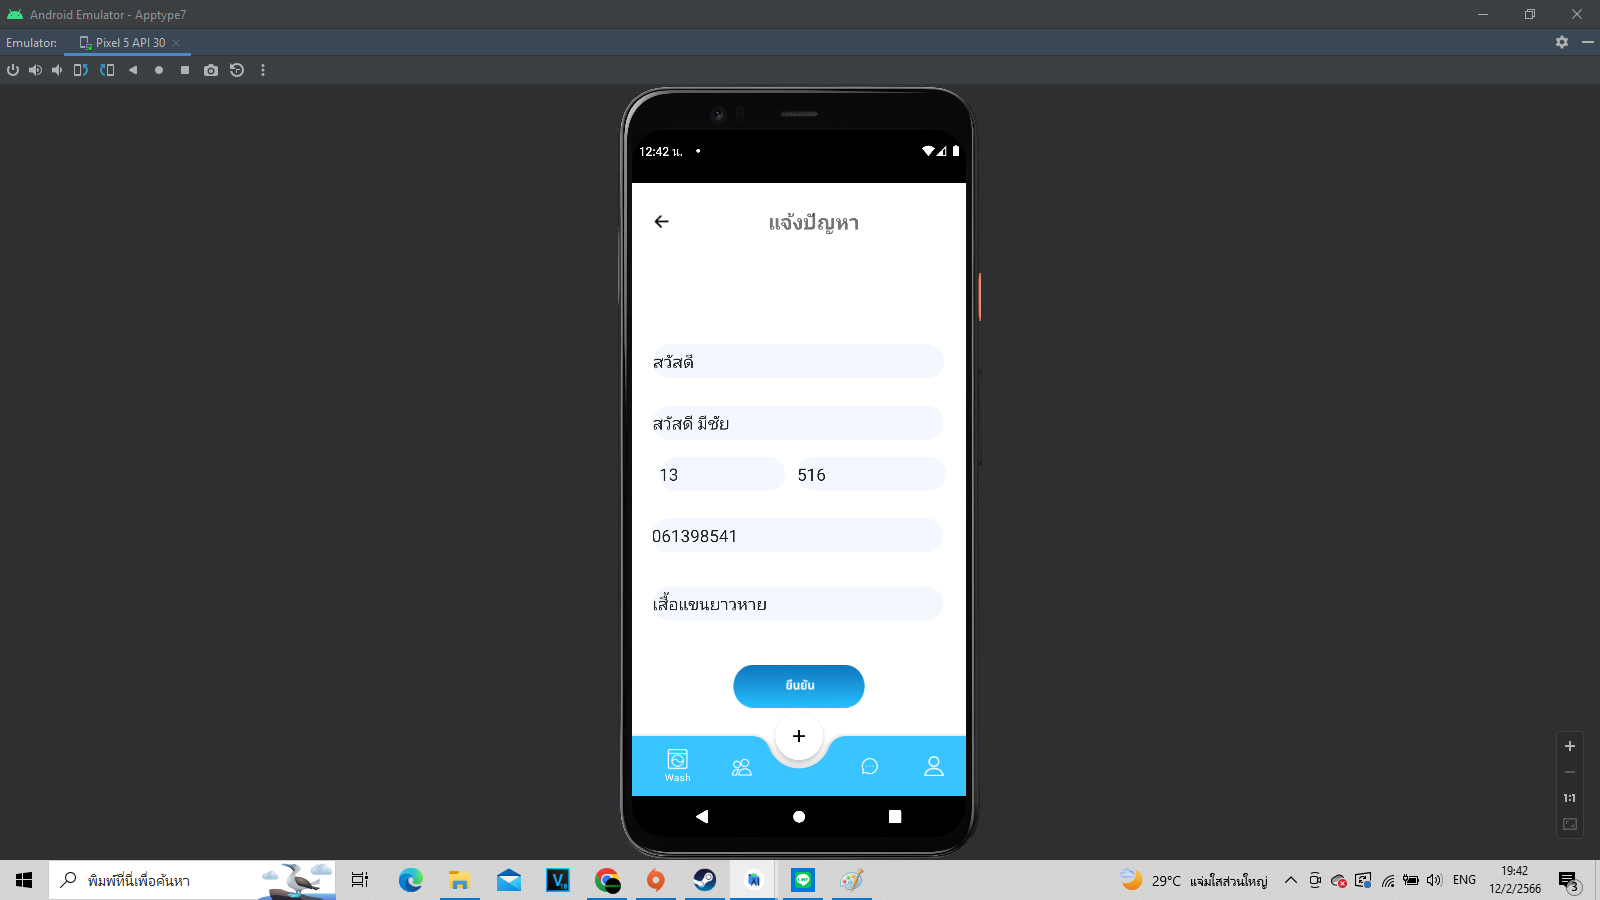 Android Emulator - Apptype7
Emulator: Pixel 5 API 30
12:42 น.
แจ้งปัญหา
สวัสดี
สวัสดี มีชัย
13 516
061398541
เสื้อแขนยาวหาย
ยืนยัน
+
Wash
+
1:1
พิมพ์ที่นี่เพื่อค้นหา
29°C แจ่มใสส่วนใหญ่
ENG
19:42
12/2/2566
3